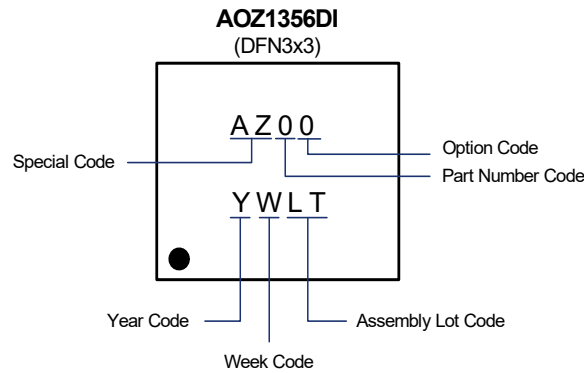 AOZ1356DI
(DFN3x3)
AZ00
Special Code
Option Code
Part Number Code
YWLT
Year Code
Assembly Lot Code
Week Code